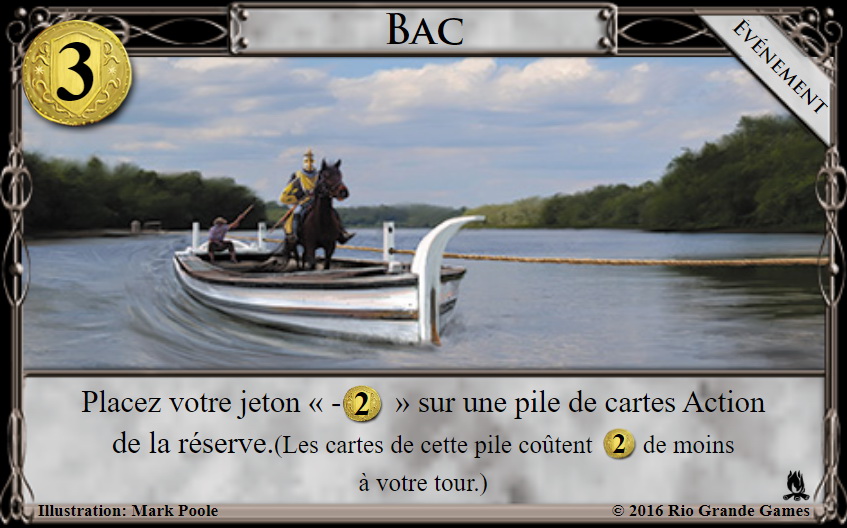 3
BAC
ÉVÉNEMENT
Placez votre jeton « -2 » sur une pile de cartes Action
de la réserve.(Les cartes de cette pile coûtent 2 de moins
à votre tour.)
Illustration: Mark Poole
© 2016 Rio Grande Games